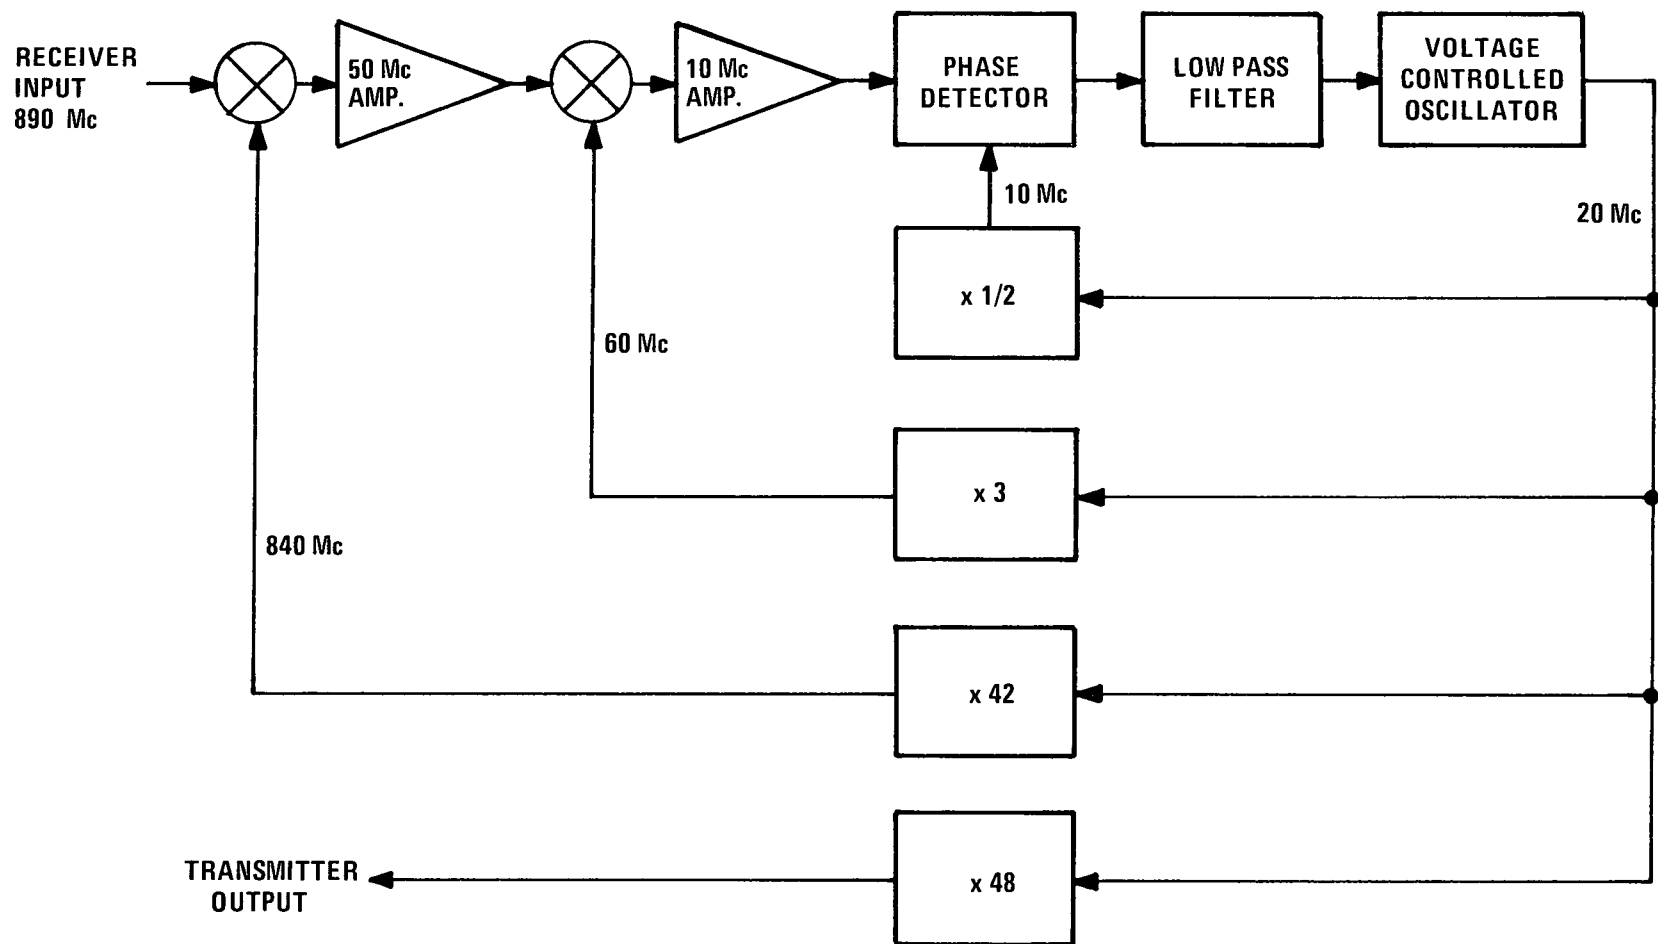 RECEIVER
INPUT
890 Mc
50 Mc
AMP.
10 Mc
AMP.
PHASE
DETECTOR
LOW PASS
FILTER
VOLTAGE
CONTROLLED
OSCILLATOR
10 Mc
20 Mc
x 1/2
60 Mc
x 3
840 Mc
x 42
TRANSMITTER
OUTPUT
x 48